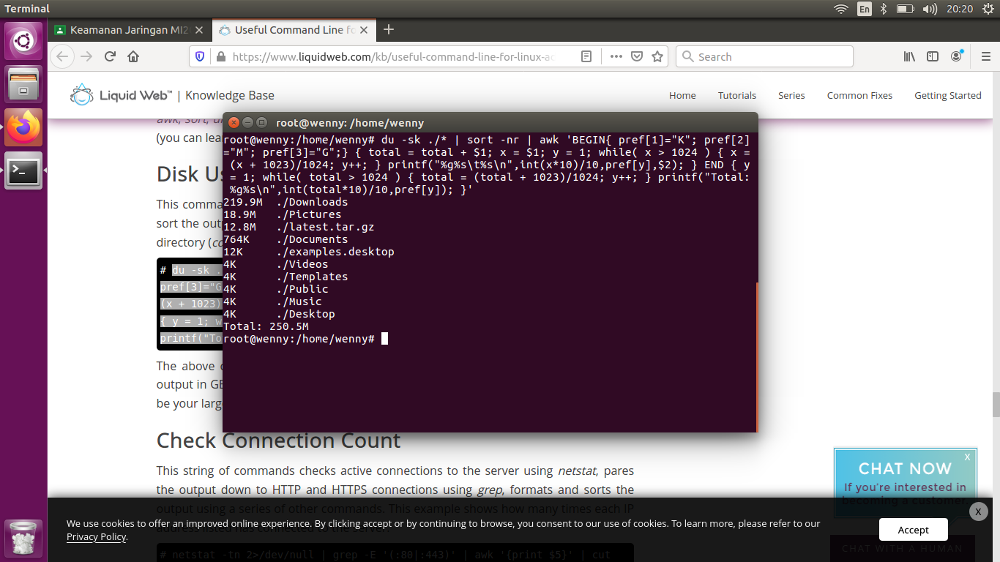 Terminal
En
20:20
Keamanan Jaringan MI2
Useful Command Line fo
https://www.liquidweb.com/kb/useful-command-line-for-linux-ac
Search
Liquid Web™ | Knowledge Base
Home
Tutorials
Series
Common Fixes
Getting Started
awk, sort, an
(you can lea
root@wenny: /home/wenny
root@wenny:/home/wenny# du -sk ./* | sort -nr | awk 'BEGIN{ pref[1]="K"; pref[2]
="M"; pref[3]="G";} { total = total + $1; x = $1; y = 1; while( x > 1024 ) { x =
(x + 1023)/1024; y++; } printf("%g%s\t%s\n",int(x*10)/10,pref[y],$2); } END { y
= 1; while( total > 1024 ) { total = (total + 1023)/1024; y++; } printf("Total:
%g%s\n",int(total*10)/10,pref[y]); }'
219.9M ./Downloads
18.9M ./Pictures
12.8M ./latest.tar.gz
764K ./Documents
12K ./examples.desktop
4K ./Videos
4K ./Templates
4K ./Public
4K ./Music
4K ./Desktop
Total: 250.5M
root@wenny:/home/wenny#
Disk Us
This comma
sort the outp
directory (co
# du -sk .
pref[3]="G
(x + 1023)
{ y = 1; w
printf("To
The above c
output in GB
be your larg
Check Connection Count
This string of commands checks active connections to the server using netstat, pares
the output down to HTTP and HTTPS connections using grep, formats and sorts the
output using a series of other commands. This example shows how many times each IP
# netstat -tn 2>/dev/null | grep -E '(:80|:443)' | awk '{print $5}' | cut
X
CHAT NOW
If you're interested in
becoming a customer
CHAT WITH A HUMAN
We use cookies to offer an improved online experience. By clicking accept or by continuing to browse, you consent to our use of cookies. To learn more, please refer to our
Privacy Policy.
Accept
X